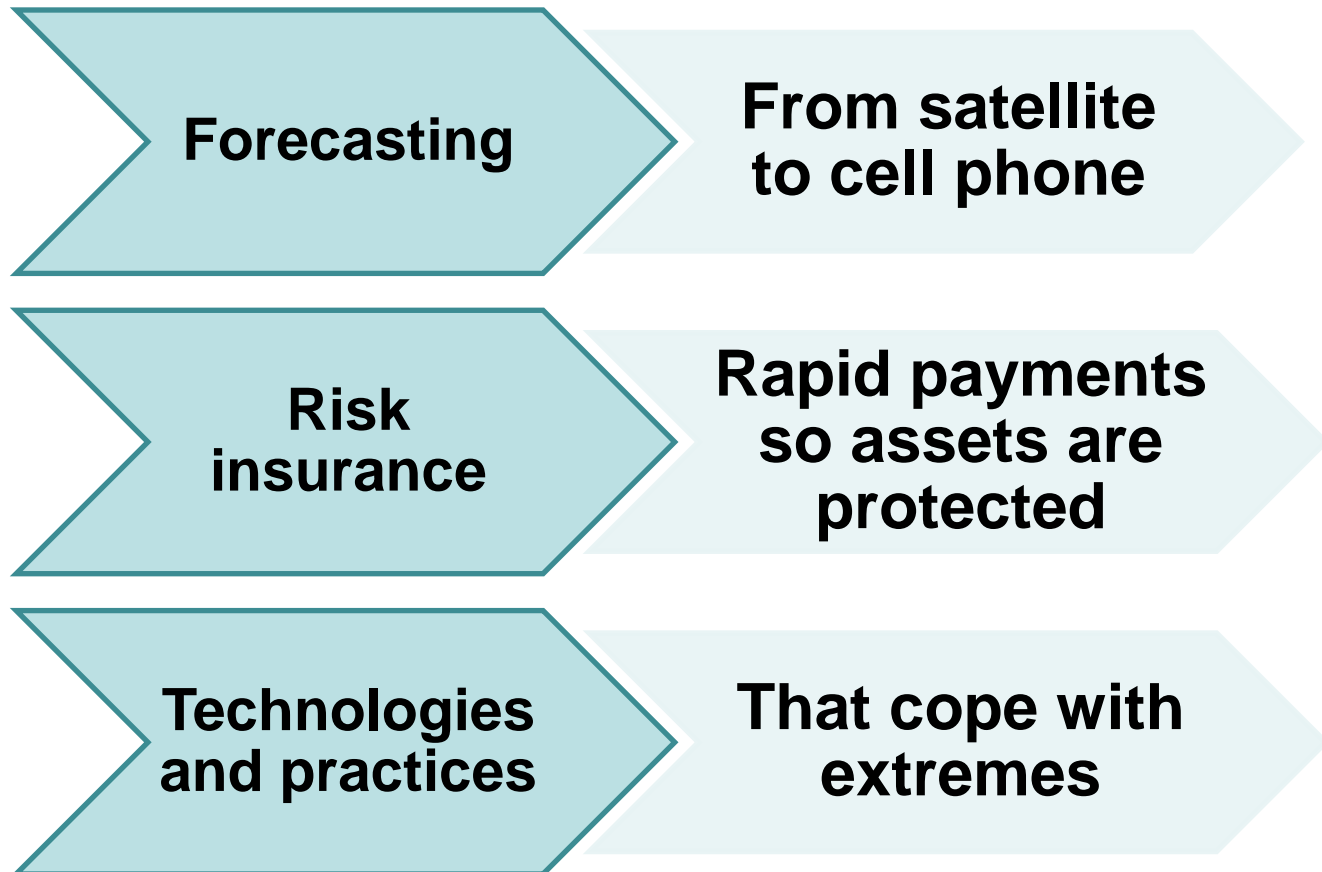 Forecasting
From satellite
to cell phone
Risk
insurance
Rapid payments
so assets are
protected
Technologies
and practices
That cope with
extremes